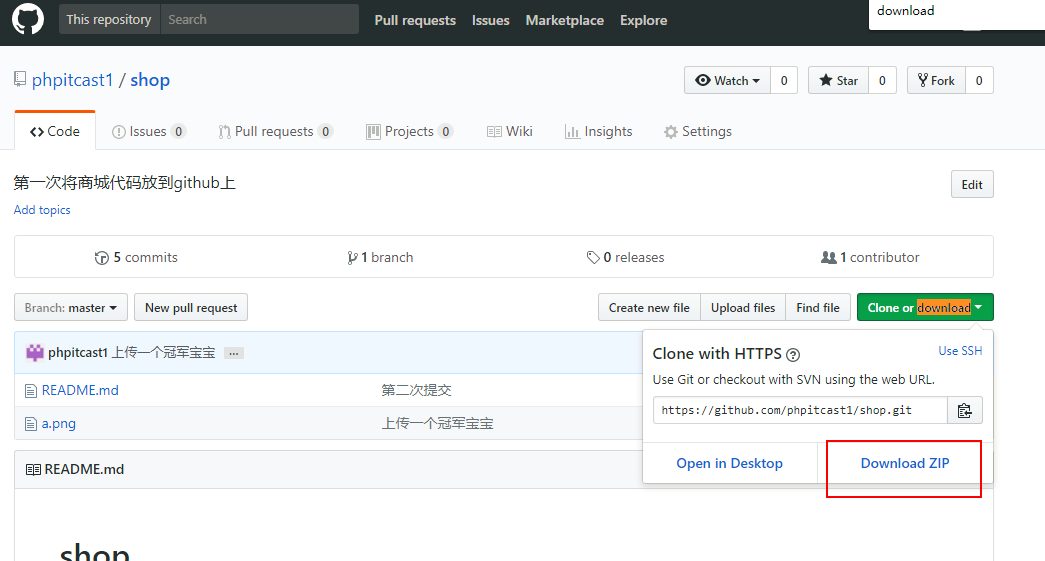 This repository Search Pull requests Issues Marketplace Explore download
phpitcast1 / shop Watch 0 Star 0 Fork 0
Code Issues 0 Pull requests 0 Projects 0 Wiki Insights Settings
第一次将商城代码放到github上 Edit
Add topics
5 commits 1 branch 0 releases 1 contributor
Branch: master New pull request Create new file Upload files Find file Clone or download
phpitcast1 上传一个冠军宝宝 ...
README.md 第二次提交
a.png 上传一个冠军宝宝
Clone with HTTPS ? Use SSH
Use Git or checkout with SVN using the web URL.
https://github.com/phpitcast1/shop.git
Open in Desktop Download ZIP
README.md
shop